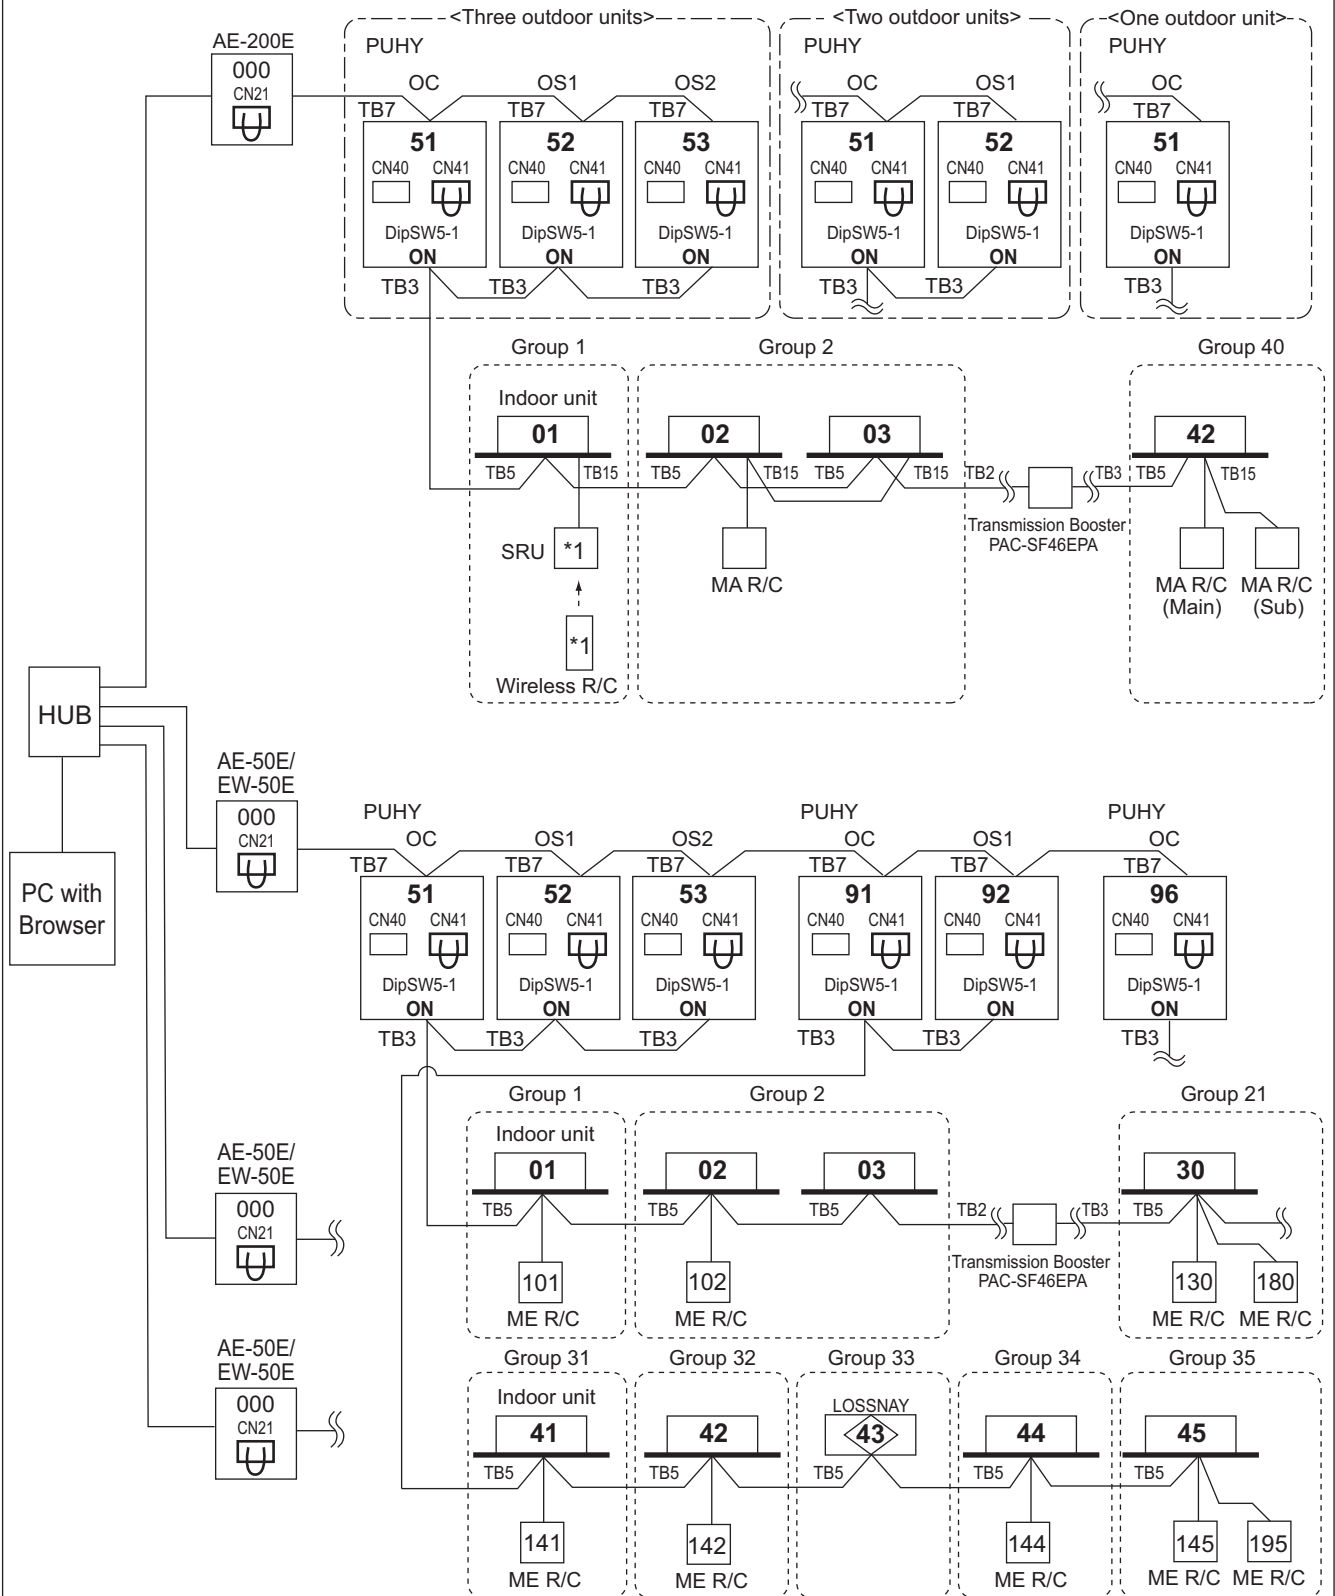 <Three outdoor units> <Two outdoor units> <One outdoor unit>
AE-200E PUHY PUHY PUHY
000
CN21
OC OS1 OS2 OC OS1 OC
TB7 TB7 TB7 TB7 TB7 TB7
51 52 53 51 52 51
CN40 CN41 CN40 CN41 CN40 CN41 CN40 CN41 CN40 CN41 CN40 CN41
DipSW5-1 DipSW5-1 DipSW5-1 DipSW5-1 DipSW5-1 DipSW5-1
ON ON ON ON ON ON
TB3 TB3 TB3 TB3 TB3 TB3
Group 1 Group 2 Group 40
Indoor unit
01 02 03 42
TB5 TB15 TB5 TB15 TB5 TB15 TB2 TB3 TB5 TB15
Transmission Booster
PAC-SF46EPA
SRU *1
MA R/C MA R/C MA R/C
(Main) (Sub)
*1
Wireless R/C
HUB
PC with
Browser
AE-50E/
EW-50E
000
CN21
PUHY PUHY PUHY
OC OS1 OS2 OC OS1 OC
TB7 TB7 TB7 TB7 TB7 TB7
51 52 53 91 92 96
CN40 CN41 CN40 CN41 CN40 CN41 CN40 CN41 CN40 CN41 CN40 CN41
DipSW5-1 DipSW5-1 DipSW5-1 DipSW5-1 DipSW5-1 DipSW5-1
ON ON ON ON ON ON
TB3 TB3 TB3 TB3 TB3 TB3
Group 1 Group 2 Group 21
Indoor unit
01 02 03 30
TB5 TB5 TB5 TB2 TB3 TB5
Transmission Booster
PAC-SF46EPA
101 102 130 180
ME R/C ME R/C ME R/C ME R/C
AE-50E/
EW-50E
000
CN21
AE-50E/
EW-50E
000
CN21
Group 31 Group 32 Group 33 Group 34 Group 35
Indoor unit LOSSNAY
41 42 43 44 45
TB5 TB5 TB5 TB5 TB5
141 142 144 145 195
ME R/C ME R/C ME R/C ME R/C ME R/C